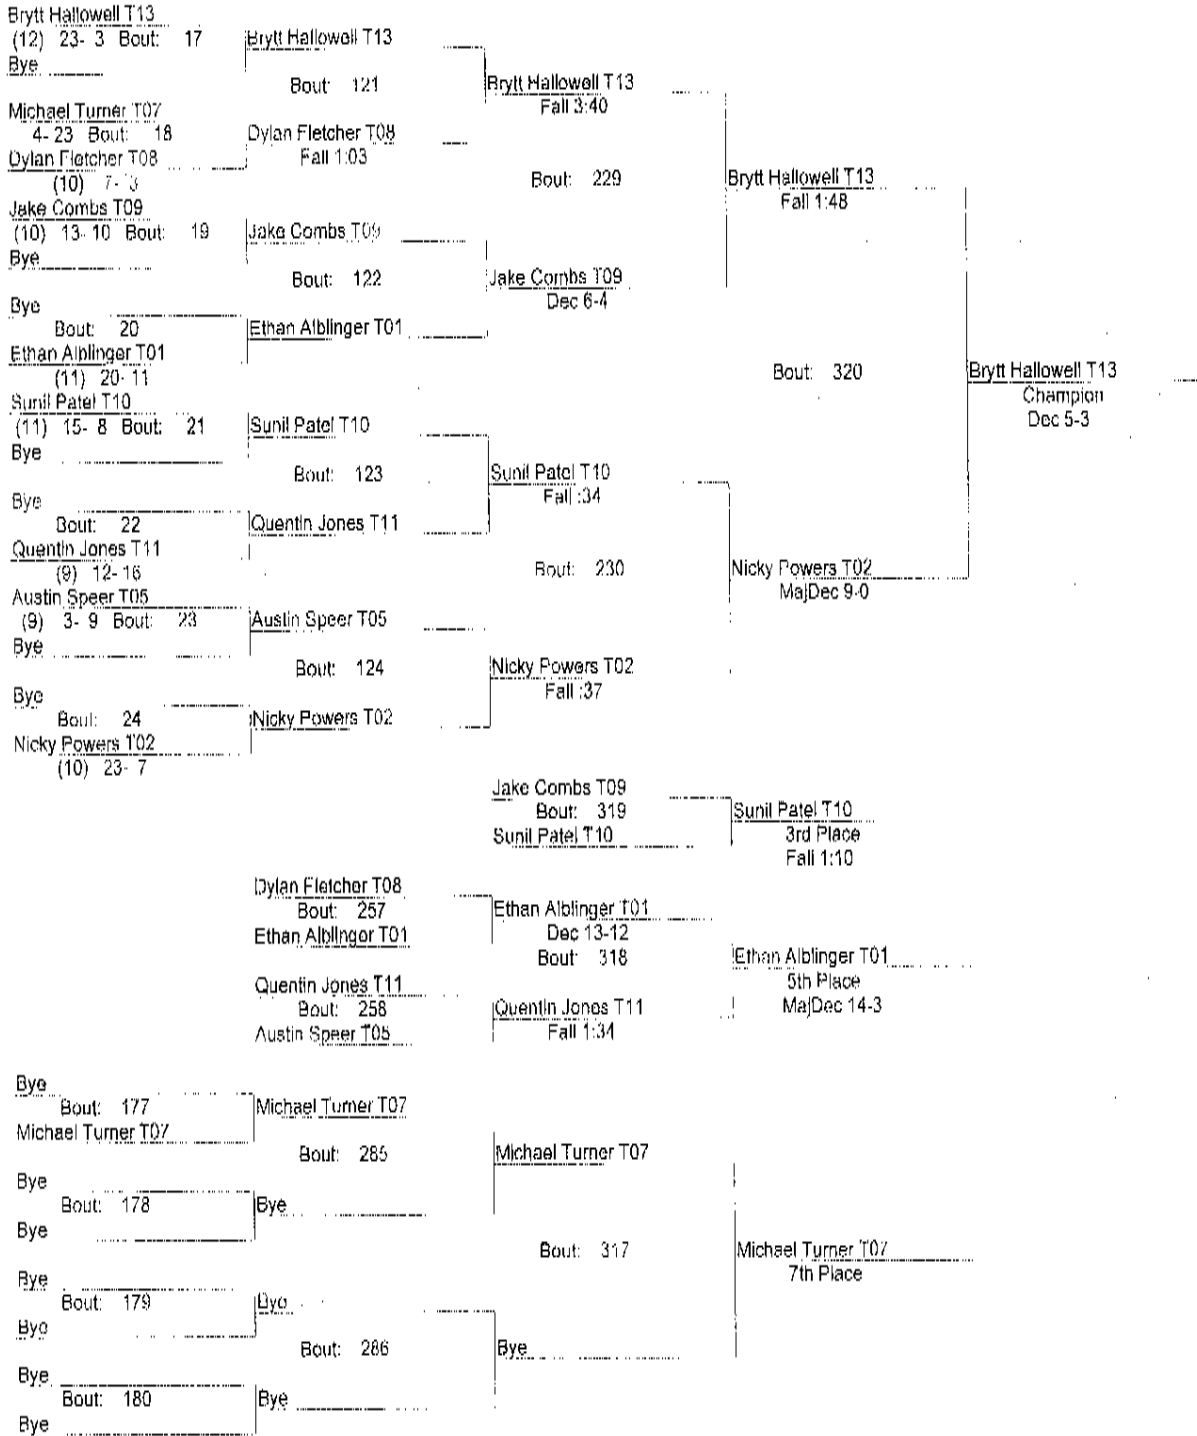 Brytt Hallowell T13
(12) 23- 3 Bout: 17
Bye
Brytt Hallowell T13
Bout: 121
Brytt Hallowell T13
Fall 3:40
Michael Turner T07
4- 23 Bout: 18
Dylan Fletcher T08
(10)
Dylan Fletcher T08
Fall 1:03
Bout: 229
Brytt Hallowell T13
Fall 1:48
Jake Combs T09
(10) 13- 10 Bout: 19
Bye
Jake Combs T09
Bout: 122
Jake Combs T09
Dec 6-4
Bye
Bout: 20
Ethan Alblinger T01
(11) 20- 11
Ethan Alblinger T01
Bout: 320
Brytt Hallowell T13
Champion
Dec 5-3
Sunil Patel T10
(11) 15- 8 Bout: 21
Bye
Sunil Patel T10
Bout: 123
Sunil Patel T10
Fall :34
Bye
Bout: 22
Quentin Jones T11
(9) 12- 16
Quentin Jones T11
Bout: 230
Nicky Powers T02
MajDec 9-0
Austin Speer T05
(9) 3- 9 Bout: 23
Bye
Austin Speer T05
Bout: 124
Nicky Powers T02
Fall :37
Bye
Bout: 24
Nicky Powers T02
(10) 23- 7
Nicky Powers T02
Jake Combs T09
Bout: 319
Sunil Patel T10
Sunil Patel T10
3rd Place
Fall 1:10
Dylan Fletcher T08
Bout: 257
Ethan Alblinger T01
Ethan Alblinger T01
Dec 13-12
Bout: 318
Ethan Alblinger T01
5th Place
MajDec 14-3
Quentin Jones T11
Bout: 258
Austin Speer T05
Quentin Jones T11
Fall 1:34
Bye
Bout: 177
Michael Turner T07
Michael Turner T07
Bout: 285
Michael Turner T07
Bye
Bout: 178
Bye
Bye
Bout: 317
Michael Turner T07
7th Place
Bye
Bout: 179
Bye
Bye
Bout: 286
Bye
Bye
Bout: 180
Bye
Bye